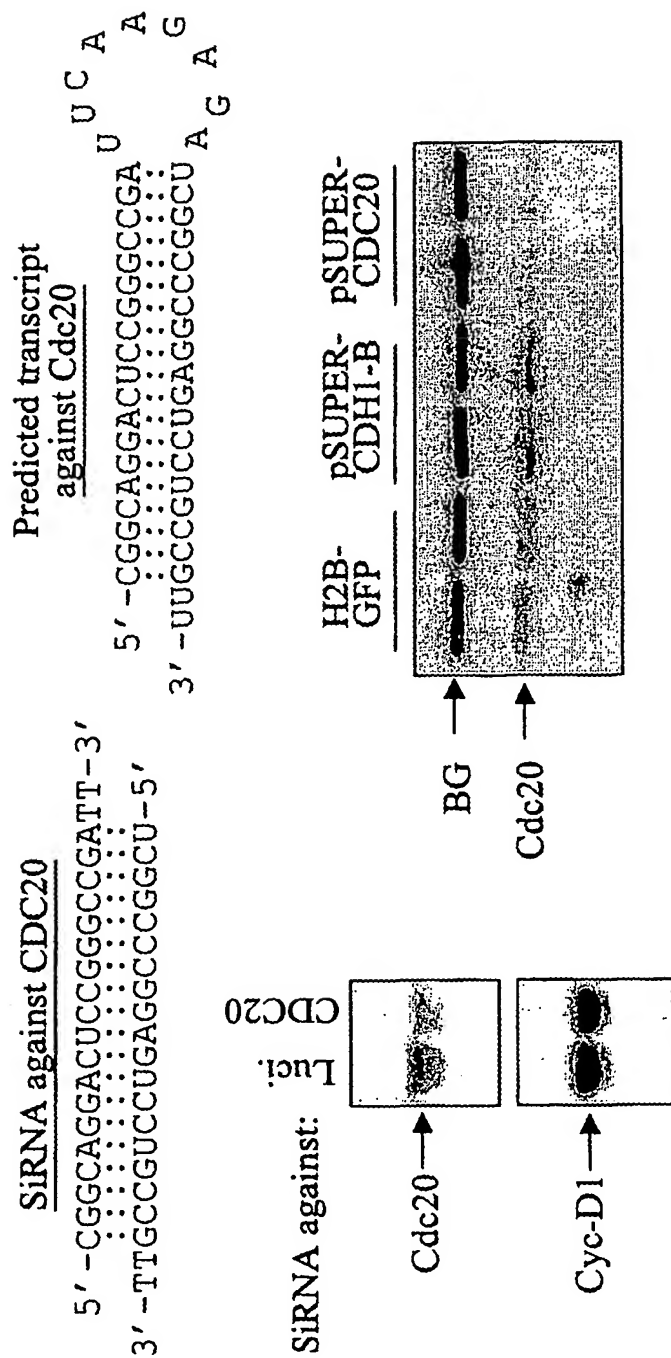 SiRNA against CDC20
5'-CGGCAGGACUCCGGGCCGATT-3'
3'-TTGCCGUCCUGAGGCCCGGCU-5'
Predicted transcript
against Cdc20
5'-CGGCAGGACUCCGGGCCGA
U U C A A G A G A
3'-UUGCCGUCCUGAGGCCCGGCU
SiRNA against:
Luci.
CDC20
Cdc20
Cyc-D1
H2B-
GFP
pSUPER-
CDH1-B
pSUPER-
CDC20
BG
Cdc20